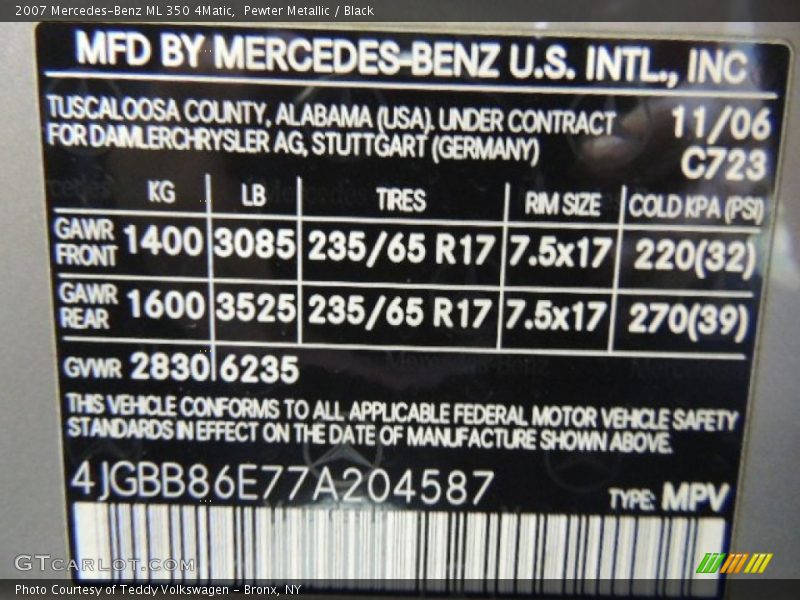 2007 Mercedes-Benz ML 350 4Matic,  Pewter Metallic / Black
MFD BY MERCEDES-BENZ U.S. INTL., INC
TUSCALOOSA COUNTY, ALABAMA (USA). UNDER CONTRACT 11/06
FOR DAIMLERCHRYSLER AG, STUTTGART (GERMANY) C723
KG LB TIRES RIM SIZE COLD KPA (PSI)
GAWR FRONT 1400 3085 235/65 R17 7.5x17 220(32)
GAWR REAR 1600 3525 235/65 R17 7.5x17 270(39)
GVWR 2830 6235
THIS VEHICLE CONFORMS TO ALL APPLICABLE FEDERAL MOTOR VEHICLE SAFETY
STANDARDS IN EFFECT ON THE DATE OF MANUFACTURE SHOWN ABOVE.
4JGBB86E77A204587 TYPE: MPV
GTCARLOT.COM
Photo Courtesy of Teddy Volkswagen - Bronx, NY